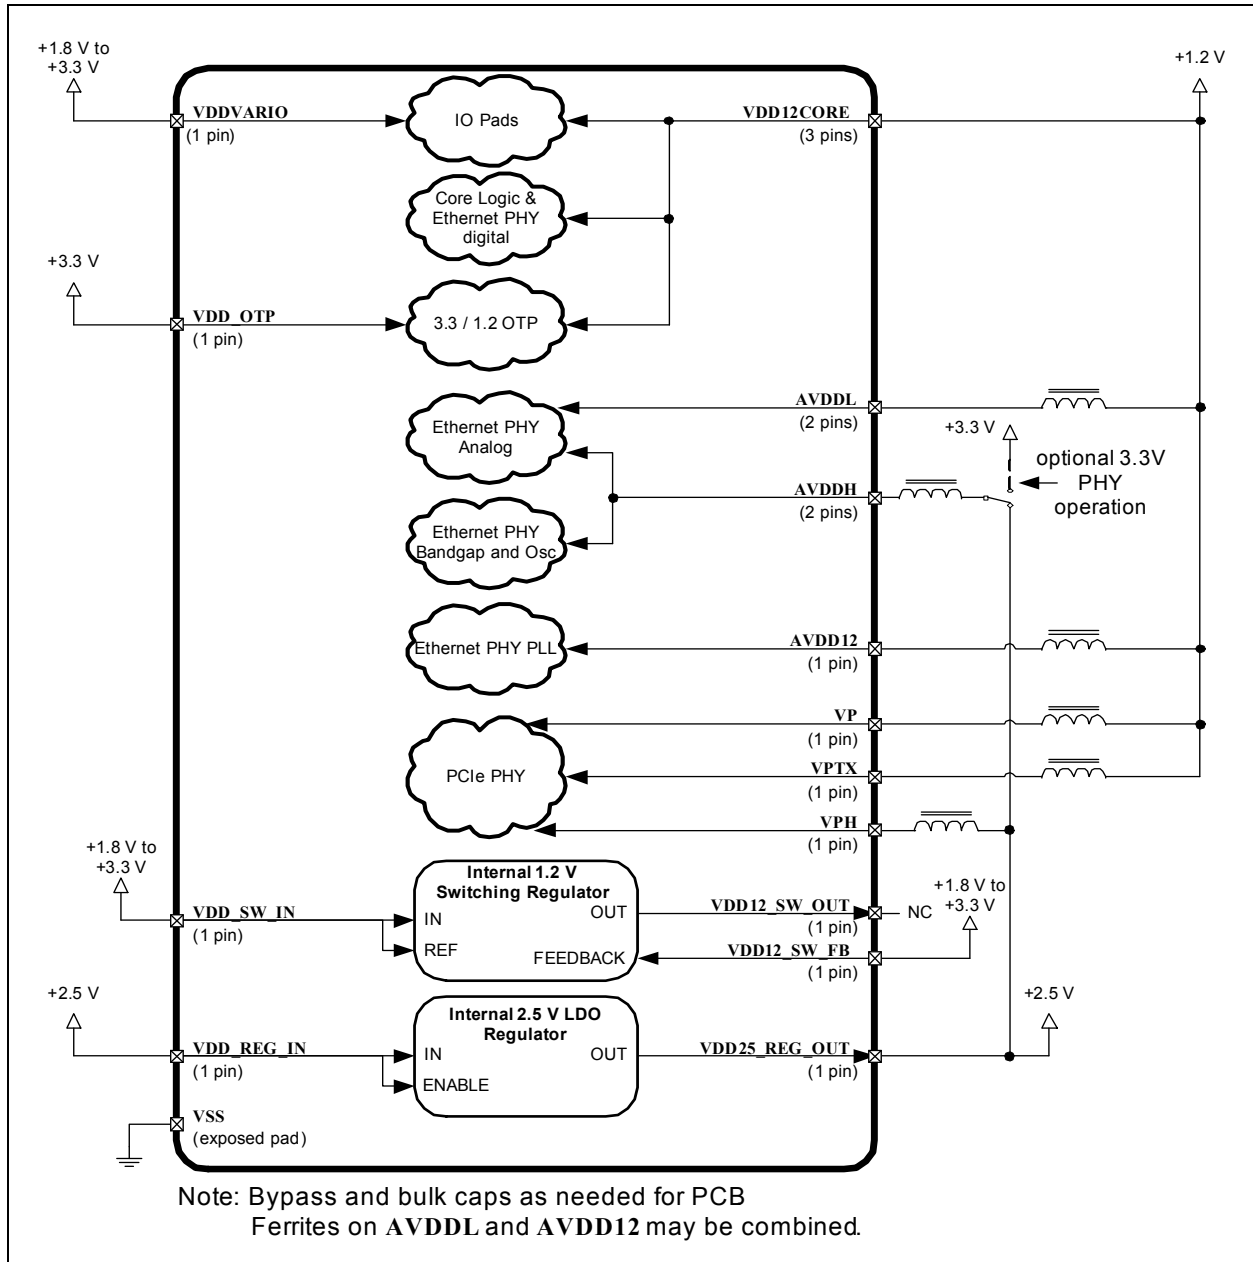 +1.8 V to
+3.3 V
+1.2 V
VDDVARIO
(1 pin)
IO Pads
VDD12CORE
(3 pins)
Core Logic &
Ethernet PHY
digital
+3.3 V
VDD_OTP
(1 pin)
3.3 / 1.2 OTP
AVDDL
(2 pins)
Ethernet PHY
Analog
+3.3 V
optional 3.3V
PHY
operation
AVDDH
(2 pins)
Ethernet PHY
Bandgap and Osc
AVDD12
(1 pin)
Ethernet PHY PLL
VP
(1 pin)
PCIe PHY
VPTX
(1 pin)
VPH
(1 pin)
+1.8 V to
+3.3 V
VDD_SW_IN
(1 pin)
Internal 1.2 V
Switching Regulator
IN
REF
OUT
FEEDBACK
VDD12_SW_OUT
(1 pin)
NC
+1.8 V to
+3.3 V
VDD12_SW_FB
(1 pin)
+2.5 V
VDD_REG_IN
(1 pin)
Internal 2.5 V LDO
Regulator
IN
ENABLE
OUT
VDD25_REG_OUT
(1 pin)
+2.5 V
VSS
(exposed pad)
Note: Bypass and bulk caps as needed for PCB
Ferrites on AVDDL and AVDD12 may be combined.